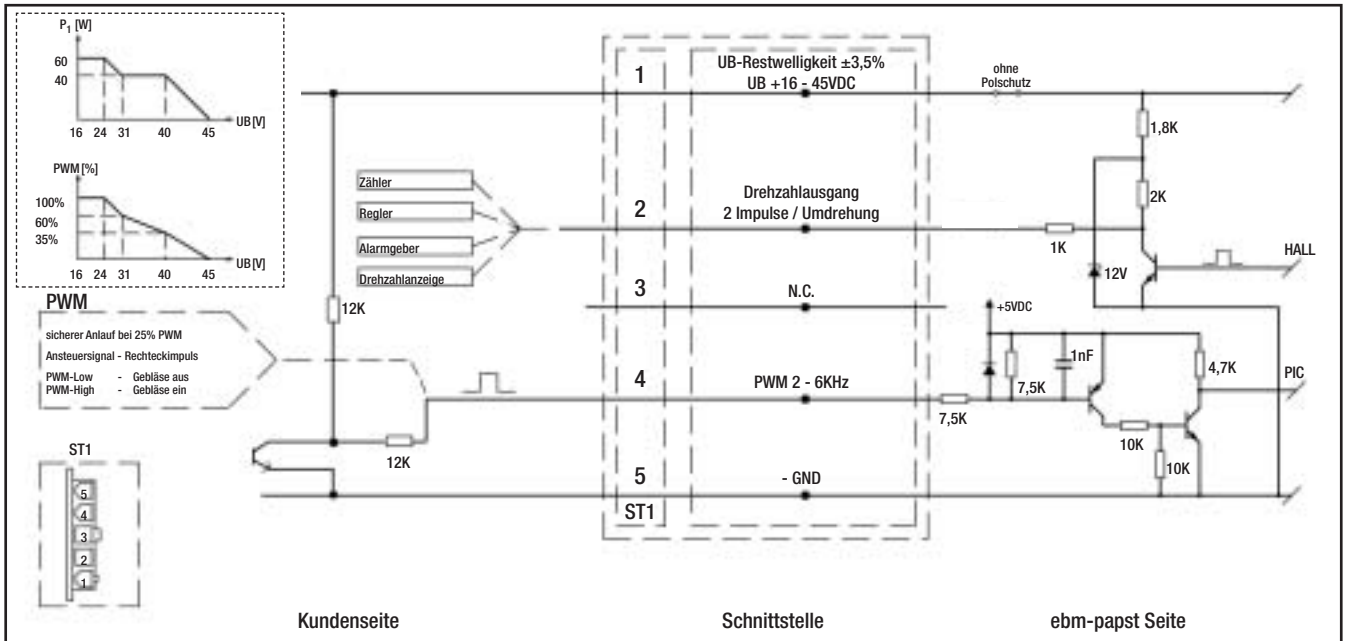 P1 [W]
60
40
16 24 31 40 45 UB [V]
PWM [%]
100%
60%
35%
16 24 31 40 45 UB [V]
PWM
sicherer Anlauf bei 25% PWM
Ansteuersignal - Rechteckimpuls
PWM-Low - Gebläse aus
PWM-High - Gebläse ein
ST1
5
4
3
2
1
Zähler
Regler
Alarmgeber
Drehzahlanzeige
12K
12K
1
UB-Restwelligkeit ±3,5%
UB +16 - 45VDC
2
Drehzahlausgang
2 Impulse / Umdrehung
3
N.C.
4
PWM 2 - 6KHz
5
- GND
ST1
ohne
Polschutz
1,8K
2K
1K
12V
HALL
+5VDC
1nF
7,5K
4,7K
PIC
7,5K
10K
10K
Kundenseite
Schnittstelle
ebm-papst Seite